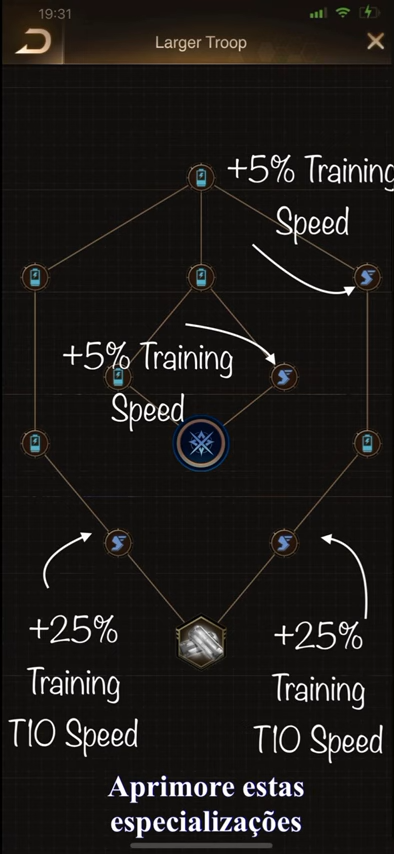 19:31
Larger Troop
+5% Training
Speed
+5% Training
Speed
+25%
Training
T10 Speed
+25%
Training
T10 Speed
Aprimore estas
especializações